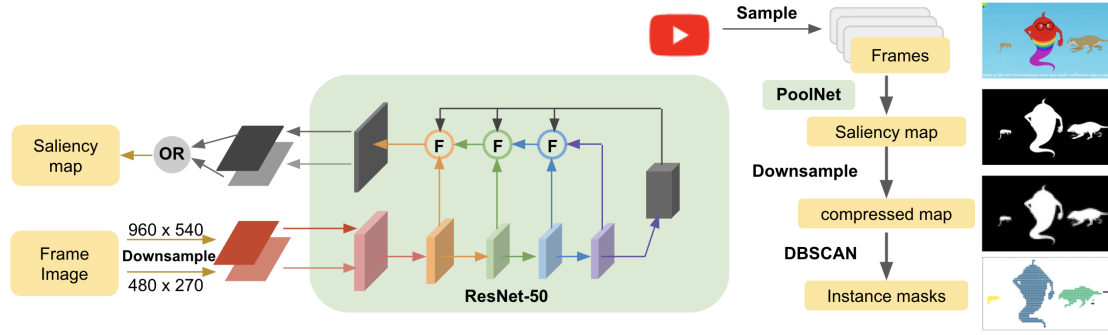 Sample
Frames
PoolNet
Saliency map
Downsample
compressed map
DBSCAN
Instance masks
Saliency
map
OR
F
F
F
Frame
Image
960 x 540
Downsample
480 x 270
ResNet-50